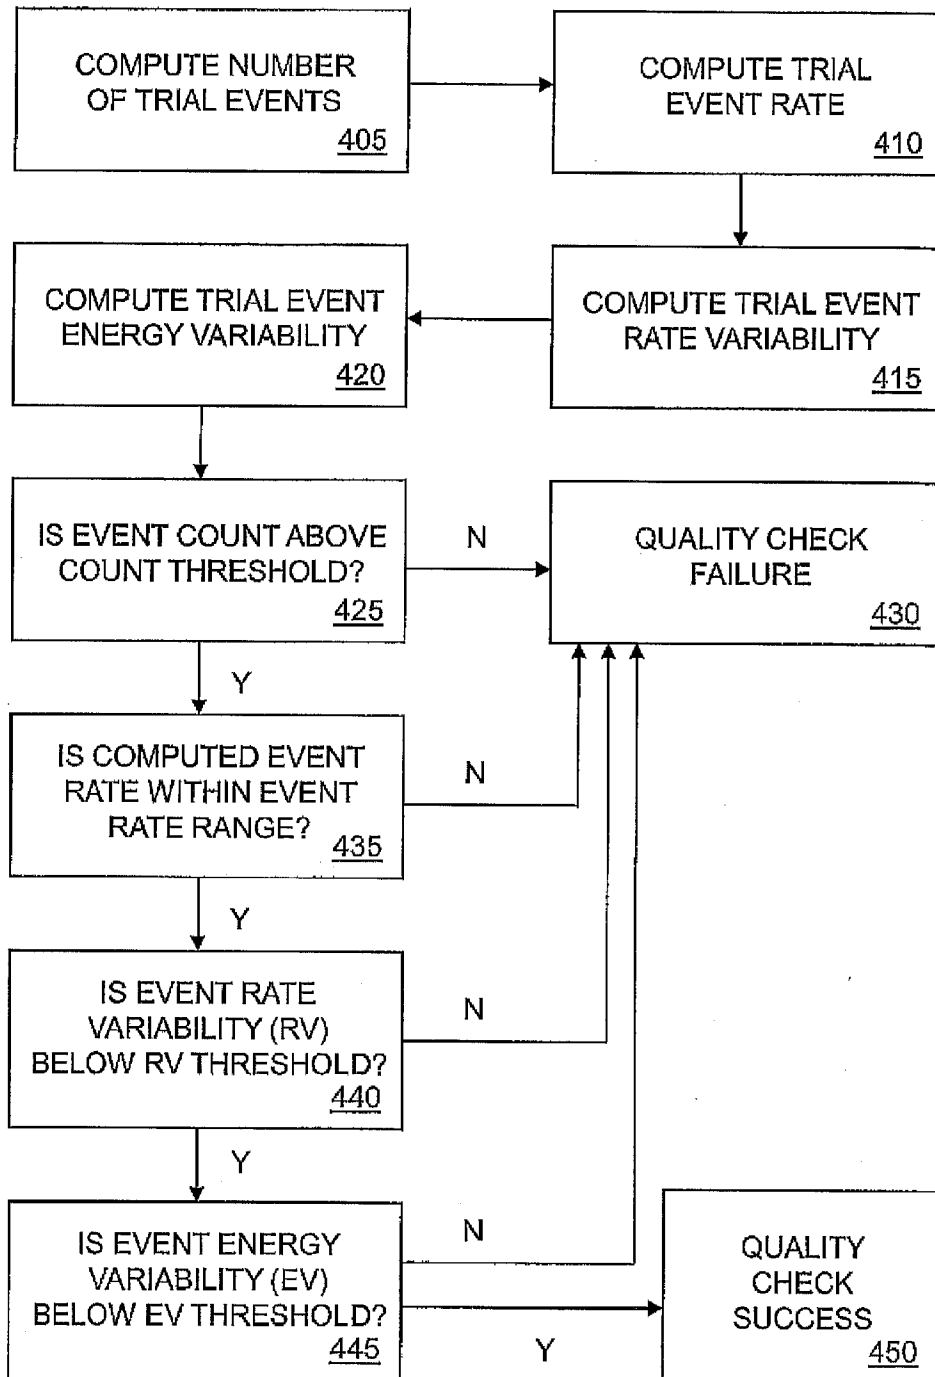 COMPUTE NUMBER
OF TRIAL EVENTS
405
COMPUTE TRIAL
EVENT RATE
410
COMPUTE TRIAL EVENT
ENERGY VARIABILITY
420
COMPUTE TRIAL EVENT
RATE VARIABILITY
415
IS EVENT COUNT ABOVE
COUNT THRESHOLD?
425
N
QUALITY CHECK
FAILURE
430
Y
IS COMPUTED EVENT
RATE WITHIN EVENT
RATE RANGE?
435
N
Y
IS EVENT RATE
VARIABILITY (RV)
BELOW RV THRESHOLD?
440
N
Y
IS EVENT ENERGY
VARIABILITY (EV)
BELOW EV THRESHOLD?
445
N
Y
QUALITY
CHECK
SUCCESS
450